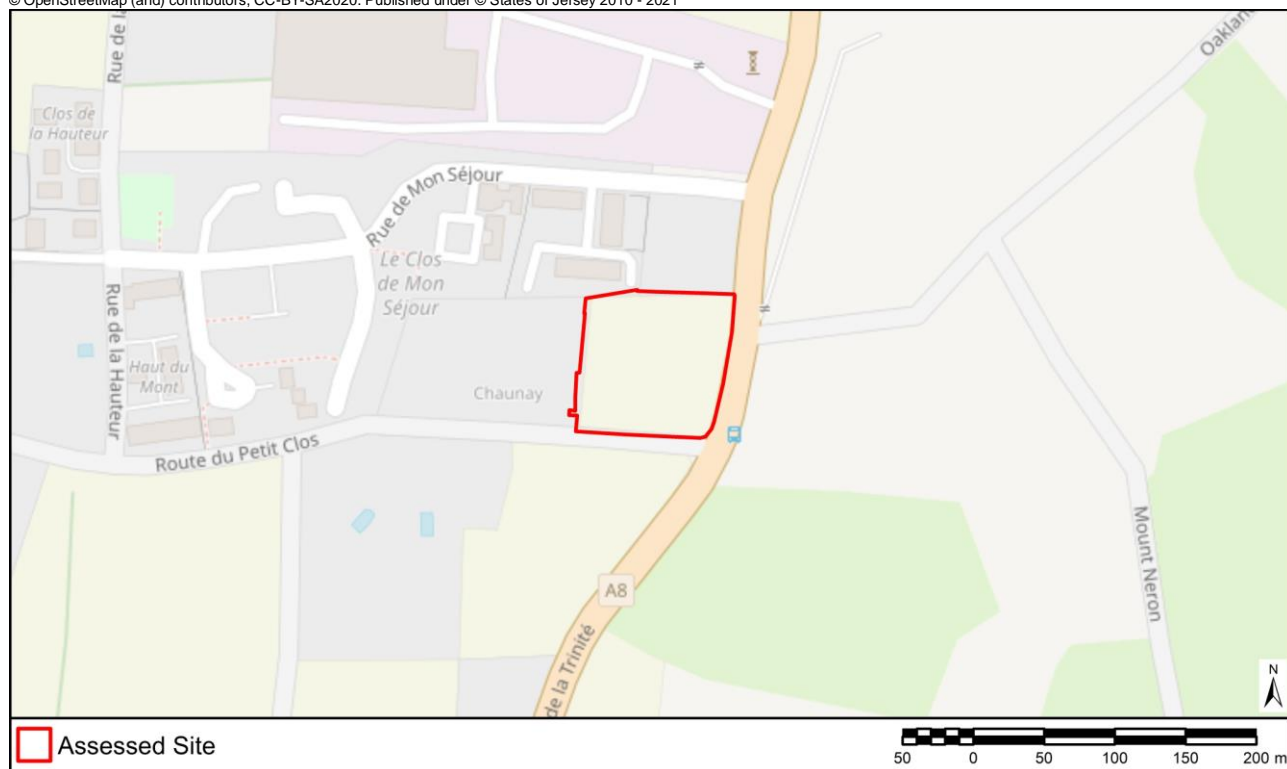 © OpenStreetMap (and) contributors, CC-BY-SA2020. Published under © States of Jersey 2010 - 2021
Rue de la
Oakland
Clos de
la Hauteur
Rue de Mon Séjour
Le Clos
de Mon
Séjour
Rue de la Hauteur
Haut du
Mont
Chaunay
Route du Petit Clos
Mount Neron
A8
de la Trinité
N
Assessed Site
50 0 50 100 150 200 m